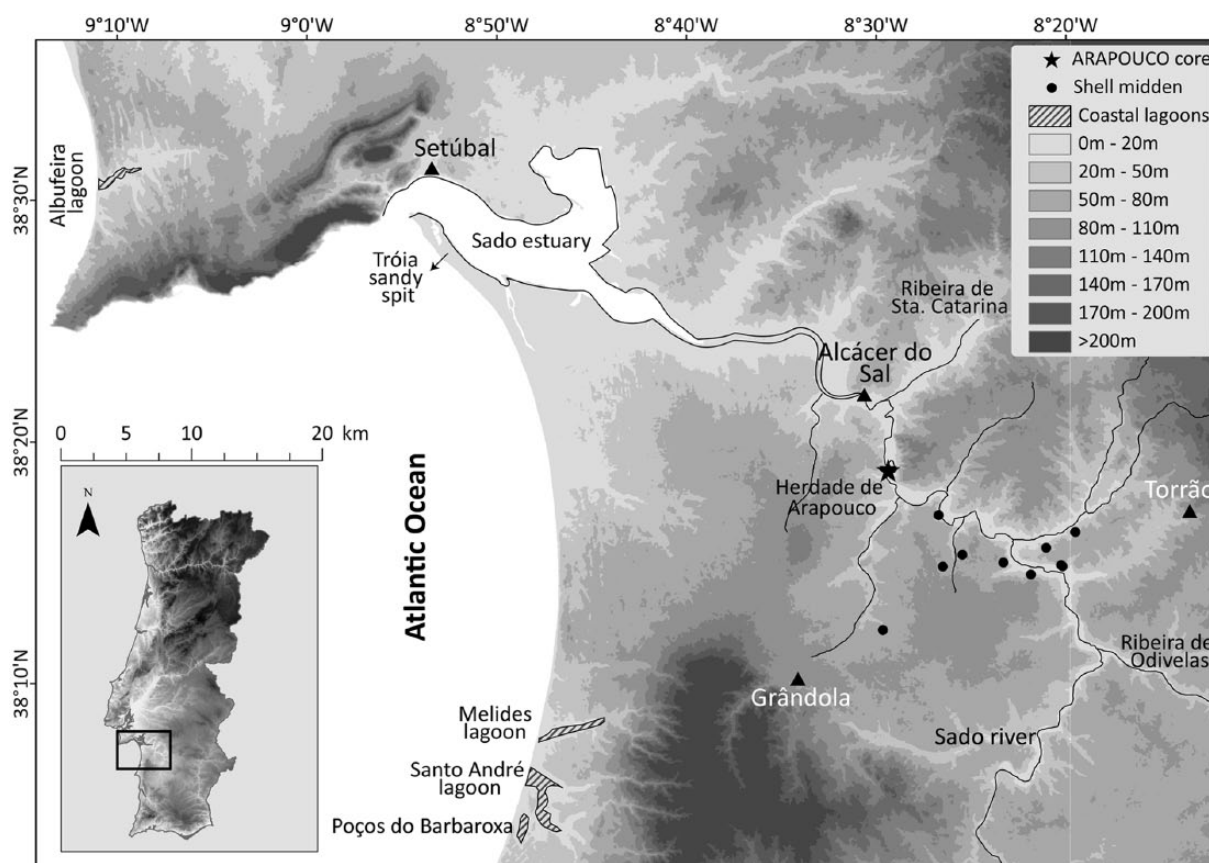 9°10'W 9°0'W 8°50'W 8°40'W 8°30'W 8°20'W
ARAPOUCO core
Shell midden
Coastal lagoons
0m - 20m
20m - 50m
50m - 80m
80m - 110m
110m - 140m
140m - 170m
170m - 200m
>200m
38°30'N
38°20'N
38°10'N
Albufeira
lagoon
Setúbal
Sado estuary
Tróia
sandy
spit
Ribeira de
Sta. Catarina
Alcácer do
Sal
Herdade de
Arapouco
Torrão
0 5 10 20 km
N
Atlantic Ocean
Ribeira de
Odivelas
Grândola
Sado river
Melides
lagoon
Santo André
lagoon
Poços do Barbaroxa